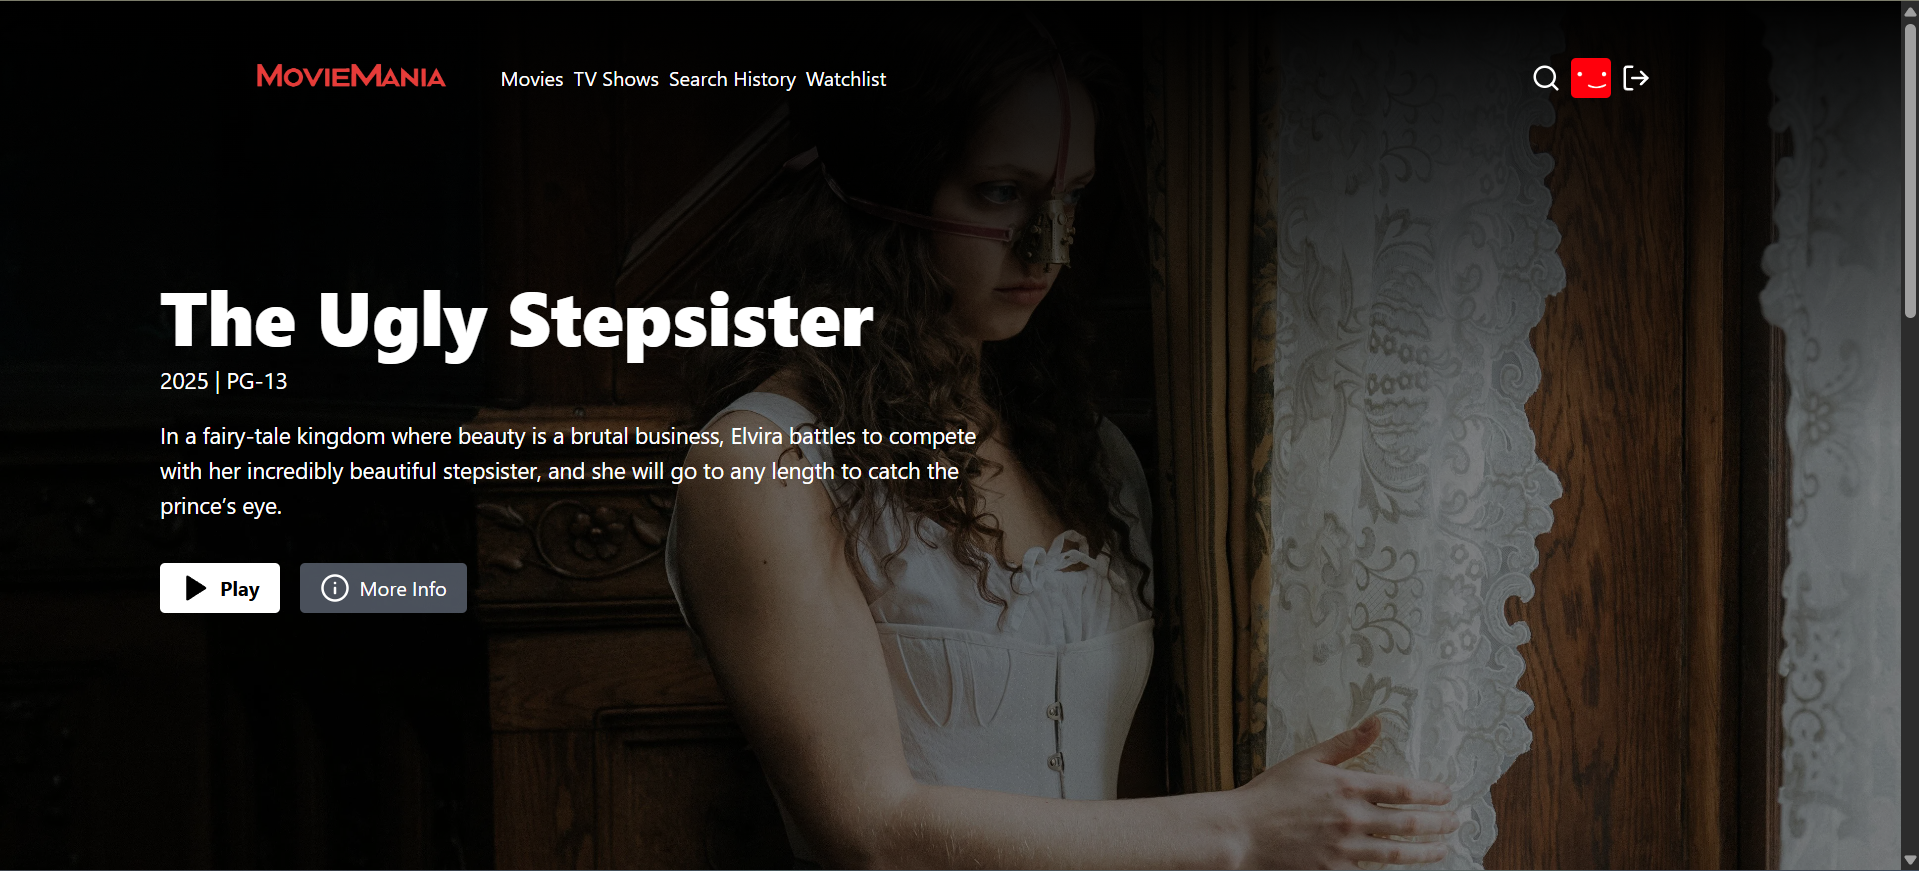 MOVIEMANIA
Movies TV Shows Search History Watchlist
The Ugly Stepsister
2025 | PG-13
In a fairy-tale kingdom where beauty is a brutal business, Elvira battles to compete
with her incredibly beautiful stepsister, and she will go to any length to catch the
prince’s eye.
Play
More Info